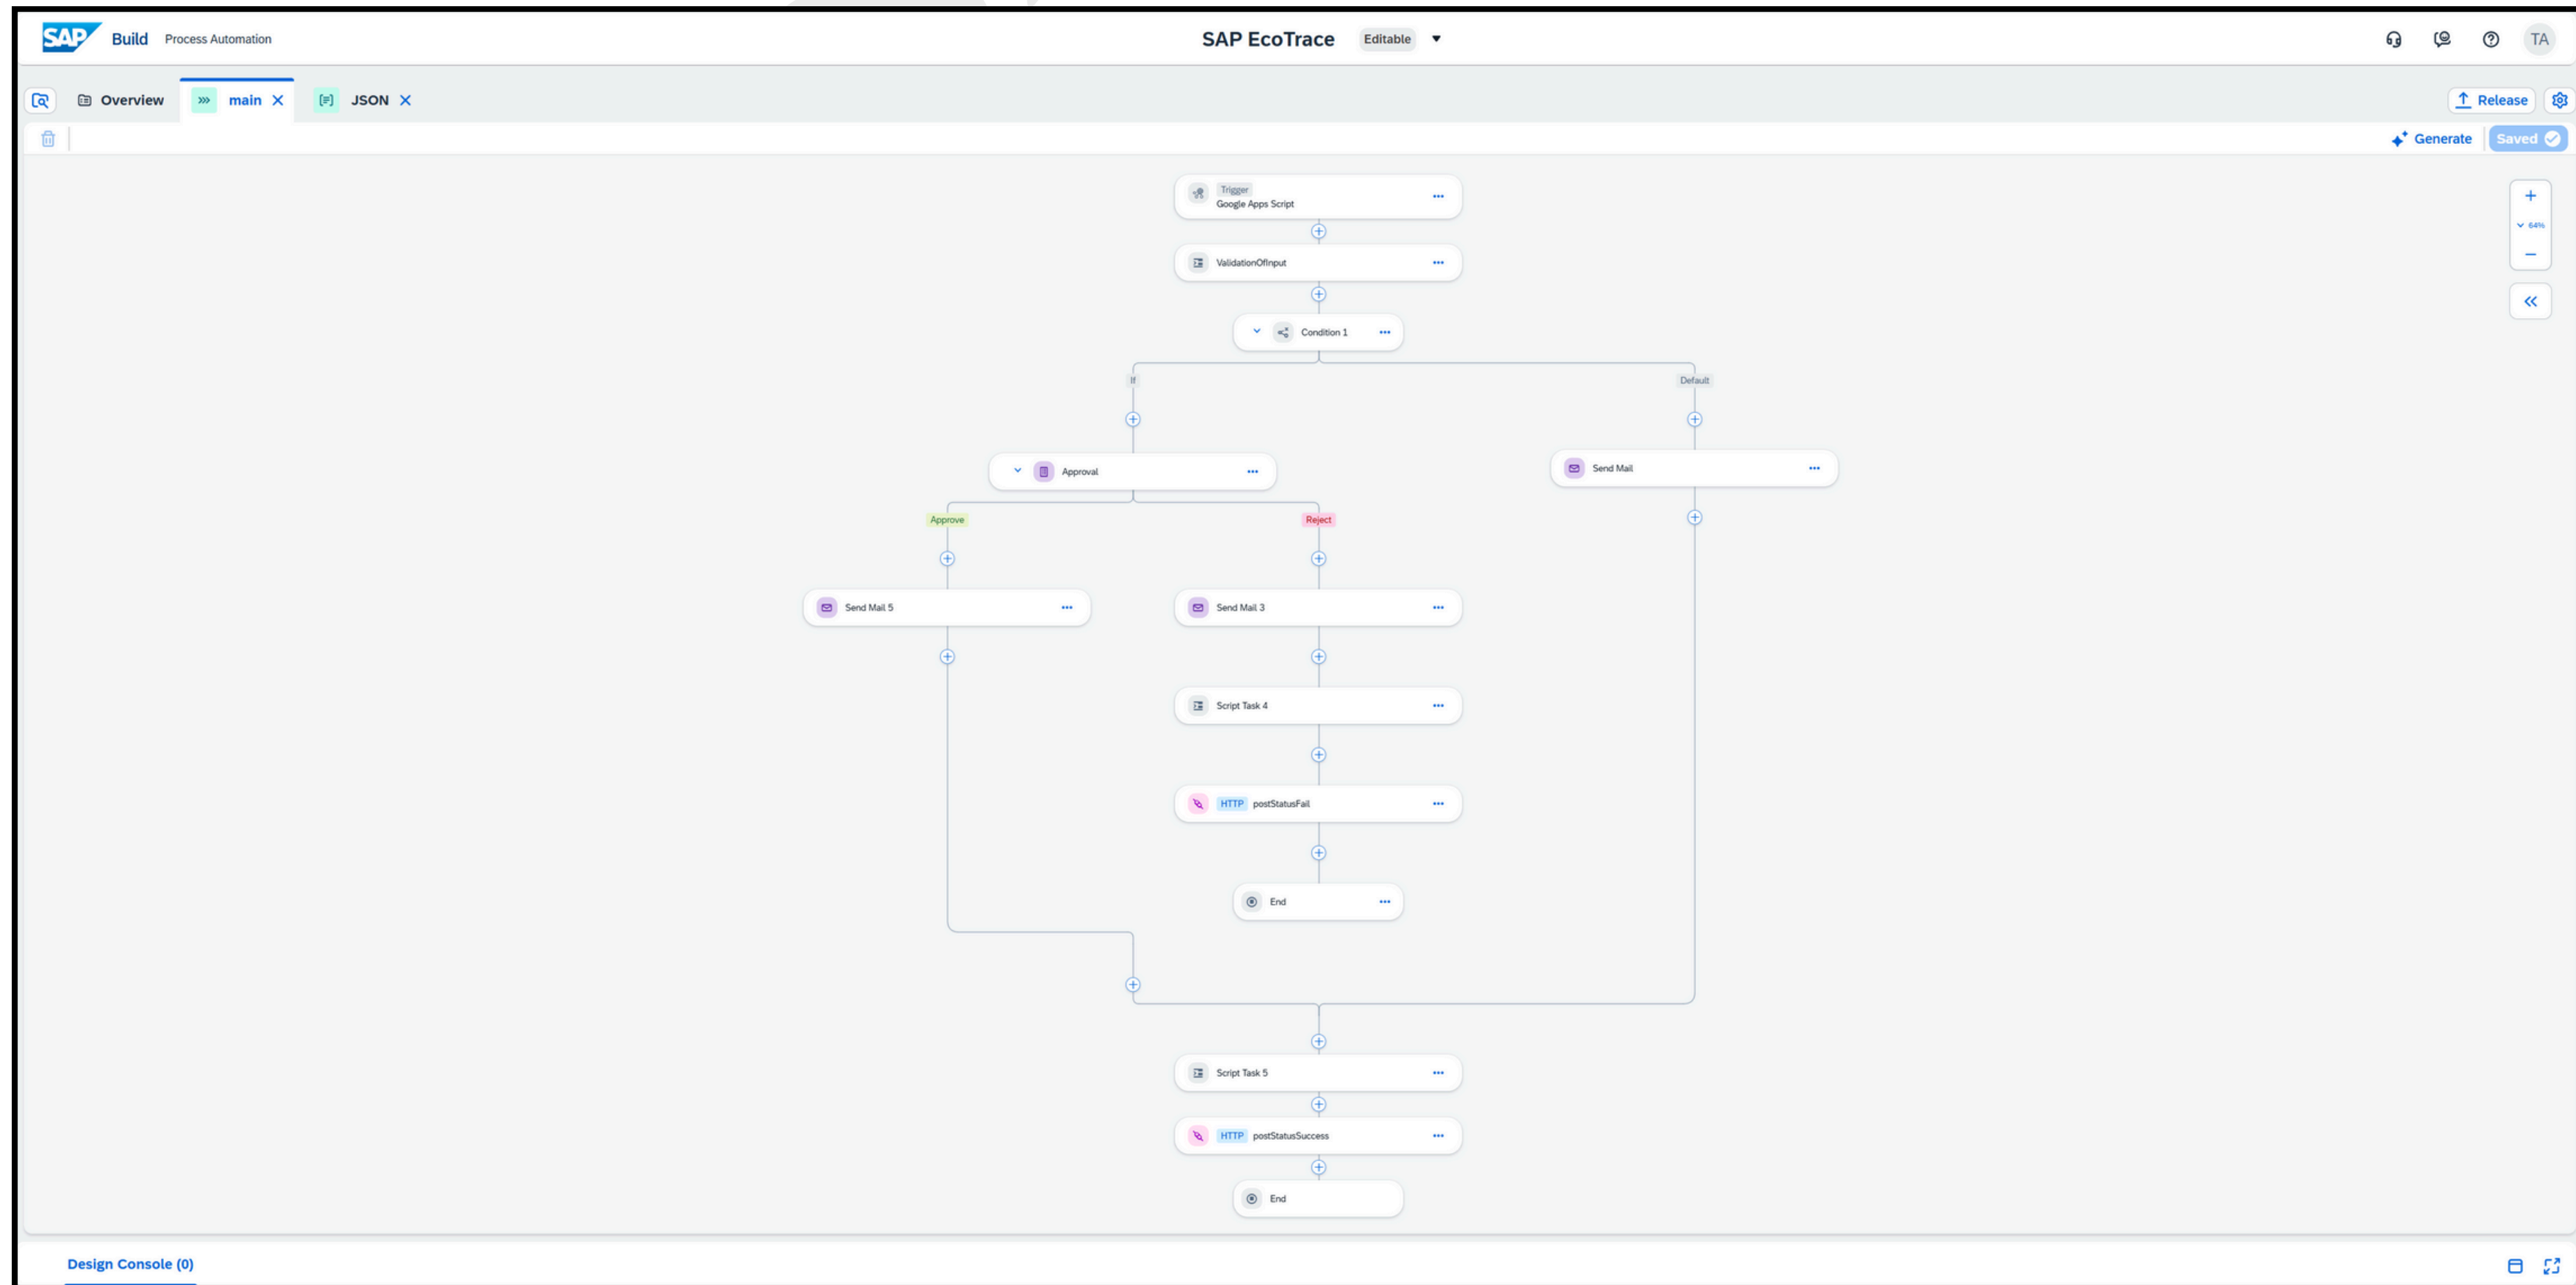 SAP Build Process Automation
SAP EcoTrace Editable
TA
Overview
main
JSON
Release
Generate
Saved
Trigger
Google Apps Script
64%
ValidationOfInput
Condition 1
If
Default
Approval
Send Mail
Approve
Reject
Send Mail 5
Send Mail 3
Script Task 4
HTTP postStatusFail
End
Script Task 5
HTTP postStatusSuccess
End
Design Console (0)